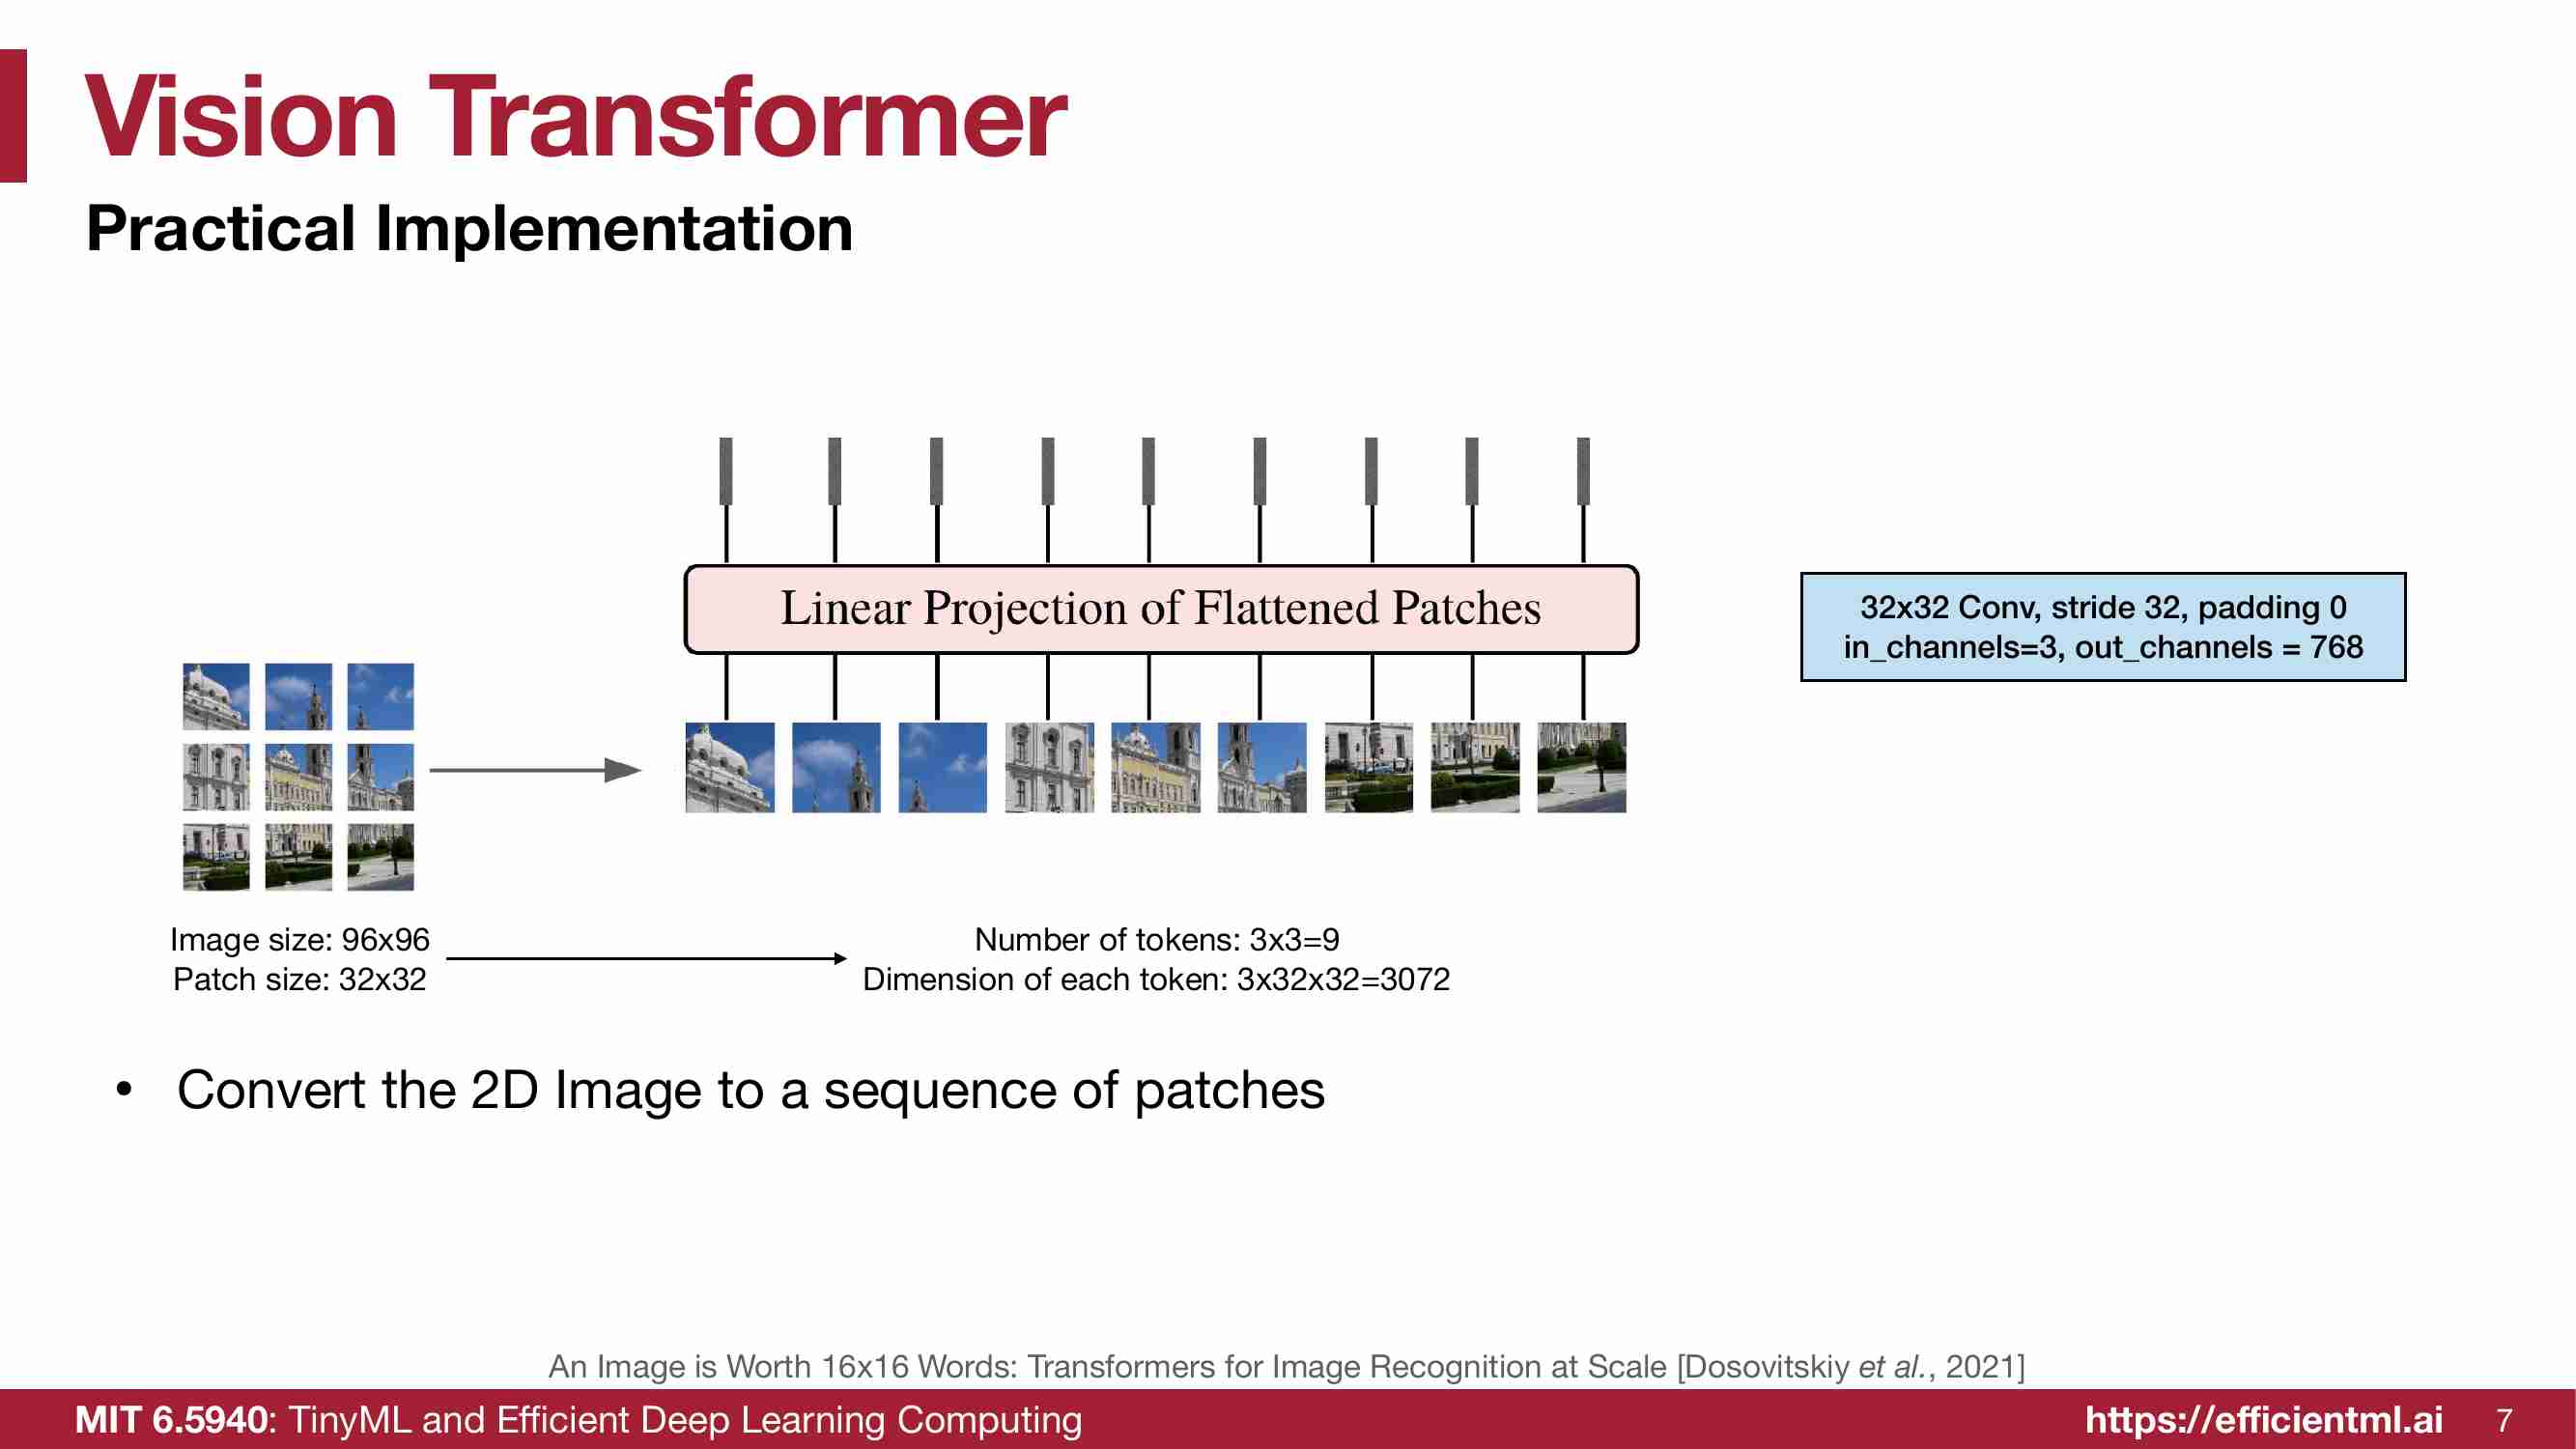 Vision Transformer
Practical Implementation
Linear Projection of Flattened Patches
32x32 Conv, stride 32, padding 0
in_channels=3, out_channels = 768
Image size: 96x96
Patch size: 32x32
Number of tokens: 3x3=9
Dimension of each token: 3x32x32=3072
• Convert the 2D Image to a sequence of patches
An Image is Worth 16x16 Words: Transformers for Image Recognition at Scale [Dosovitskiy et al., 2021]
MIT 6.5940: TinyML and Efficient Deep Learning Computing
https://efficientml.ai
7